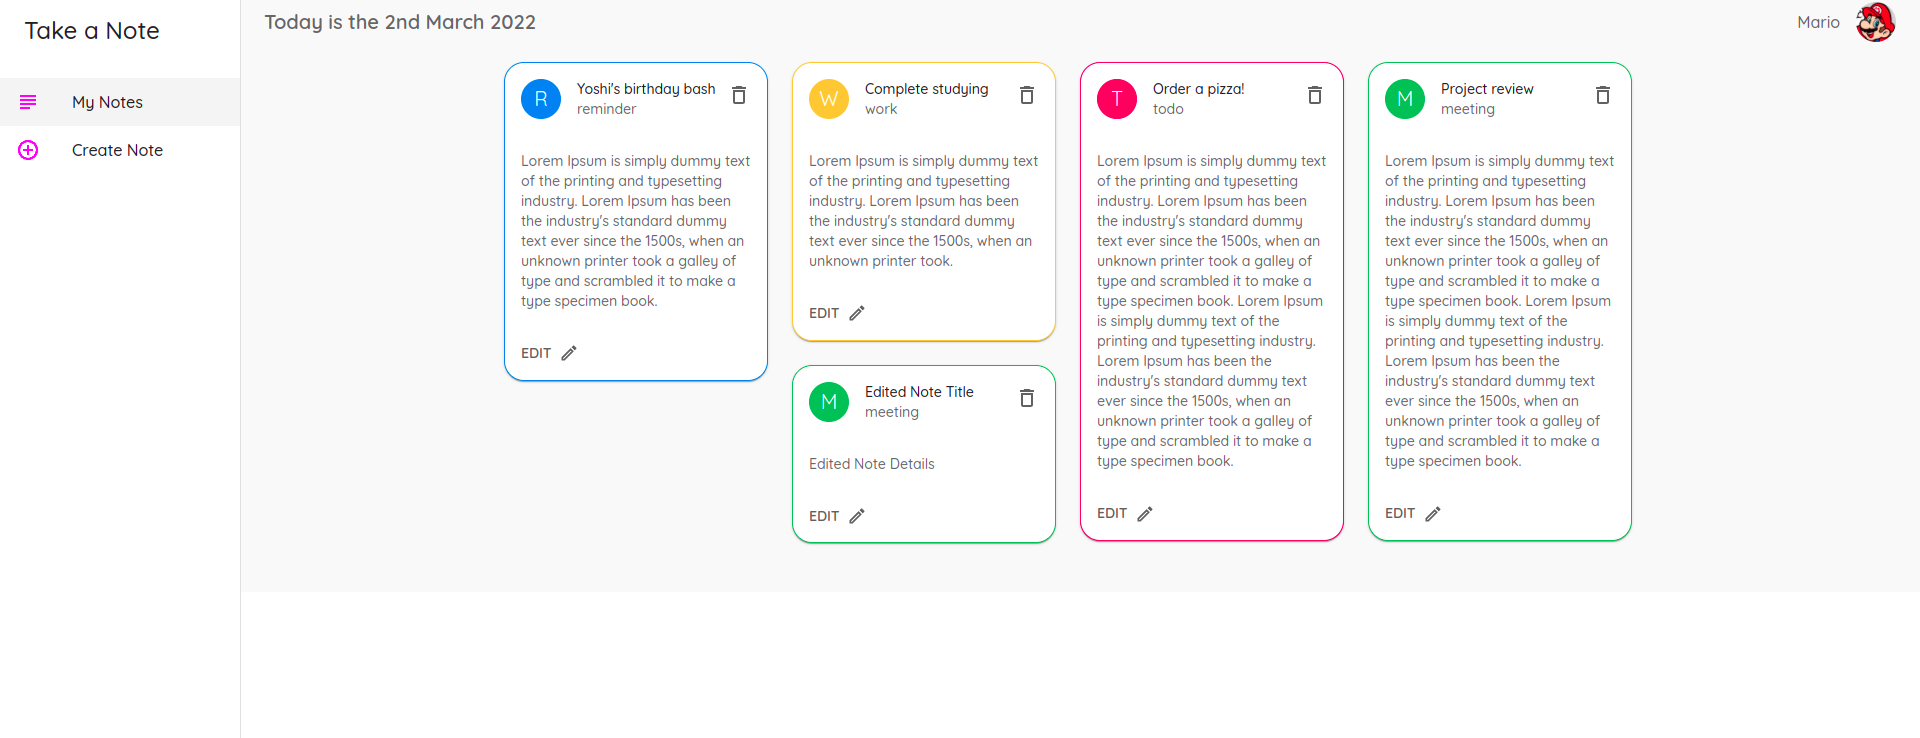 Take a Note
My Notes
Create Note
Today is the 2nd March 2022
Mario
R
Yoshi's birthday bash
reminder
Lorem Ipsum is simply dummy text
of the printing and typesetting
industry. Lorem Ipsum has been
the industry's standard dummy
text ever since the 1500s, when an
unknown printer took a galley of
type and scrambled it to make a
type specimen book.
EDIT
W
Complete studying
work
Lorem Ipsum is simply dummy text
of the printing and typesetting
industry. Lorem Ipsum has been
the industry's standard dummy
text ever since the 1500s, when an
unknown printer took.
EDIT
M
Edited Note Title
meeting
Edited Note Details
EDIT
T
Order a pizza!
todo
Lorem Ipsum is simply dummy text
of the printing and typesetting
industry. Lorem Ipsum has been
the industry's standard dummy
text ever since the 1500s, when an
unknown printer took a galley of
type and scrambled it to make a
type specimen book. Lorem Ipsum
is simply dummy text of the
printing and typesetting industry.
Lorem Ipsum has been the
industry's standard dummy text
ever since the 1500s, when an
unknown printer took a galley of
type and scrambled it to make a
type specimen book.
EDIT
M
Project review
meeting
Lorem Ipsum is simply dummy text
of the printing and typesetting
industry. Lorem Ipsum has been
the industry's standard dummy
text ever since the 1500s, when an
unknown printer took a galley of
type and scrambled it to make a
type specimen book. Lorem Ipsum
is simply dummy text of the
printing and typesetting industry.
Lorem Ipsum has been the
industry's standard dummy text
ever since the 1500s, when an
unknown printer took a galley of
type and scrambled it to make a
type specimen book.
EDIT